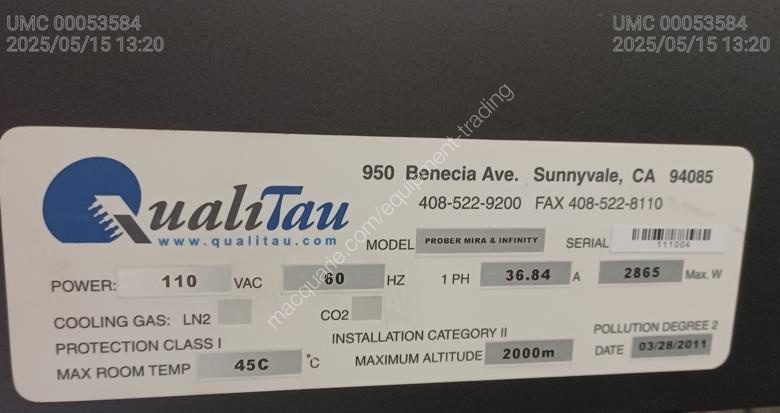 UMC 00053584
2025/05/15 13:20
UMC 00053584
2025/05/15 13:20
QualiTau
www.qualitau.com
950 Benecia Ave. Sunnyvale, CA 94085
408-522-9200 FAX 408-522-8110
MODEL PROBER MIRA & INFINITY SERIAL 111004
POWER: 110 VAC 60 HZ 1 PH 36.84 A 2865 Max. W
COOLING GAS: LN2 CO2
PROTECTION CLASS I INSTALLATION CATEGORY II POLLUTION DEGREE 2
MAX ROOM TEMP 45C °C MAXIMUM ALTITUDE 2000m DATE 03/28/2011
macquarie.com/equipment-trading